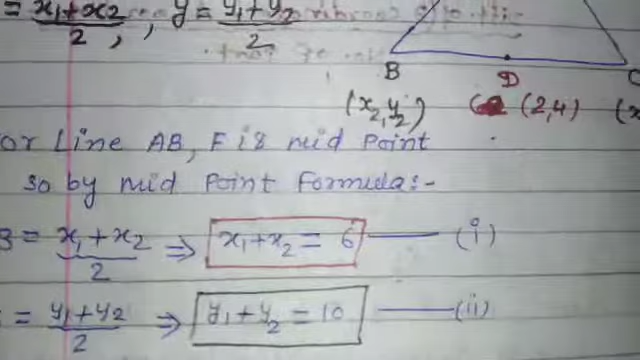 = x₁+x₂/2, , y = y₁+y₂/2
B D C
(x₂,y₂) (2,4) (x
or Line AB, F is mid Point
so by mid Point Formula:-
3 = x₁+x₂/2 ⇒ x₁+x₂ = 6 —— (i)
= y₁+y₂/2 ⇒ y₁+y₂ = 10 —— (ii)